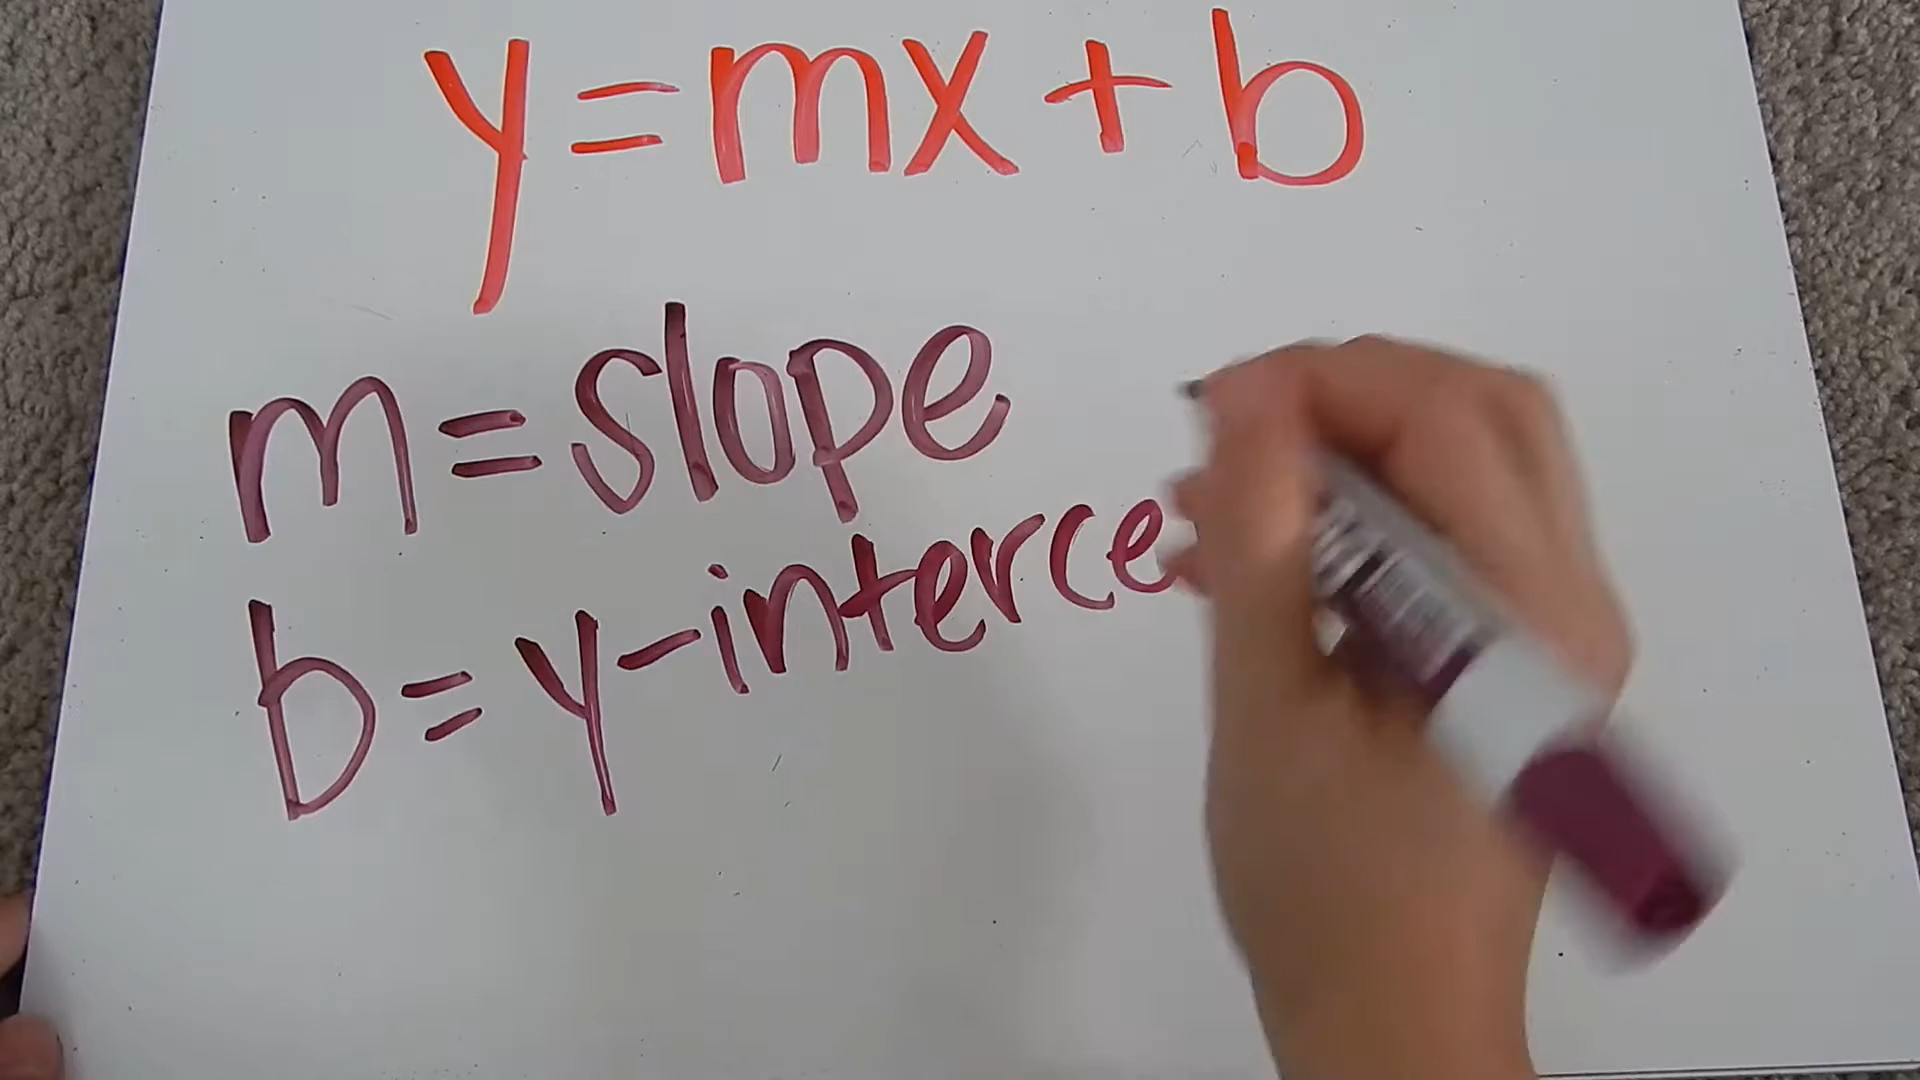 y=mx+b
m=slope
b=y-interce